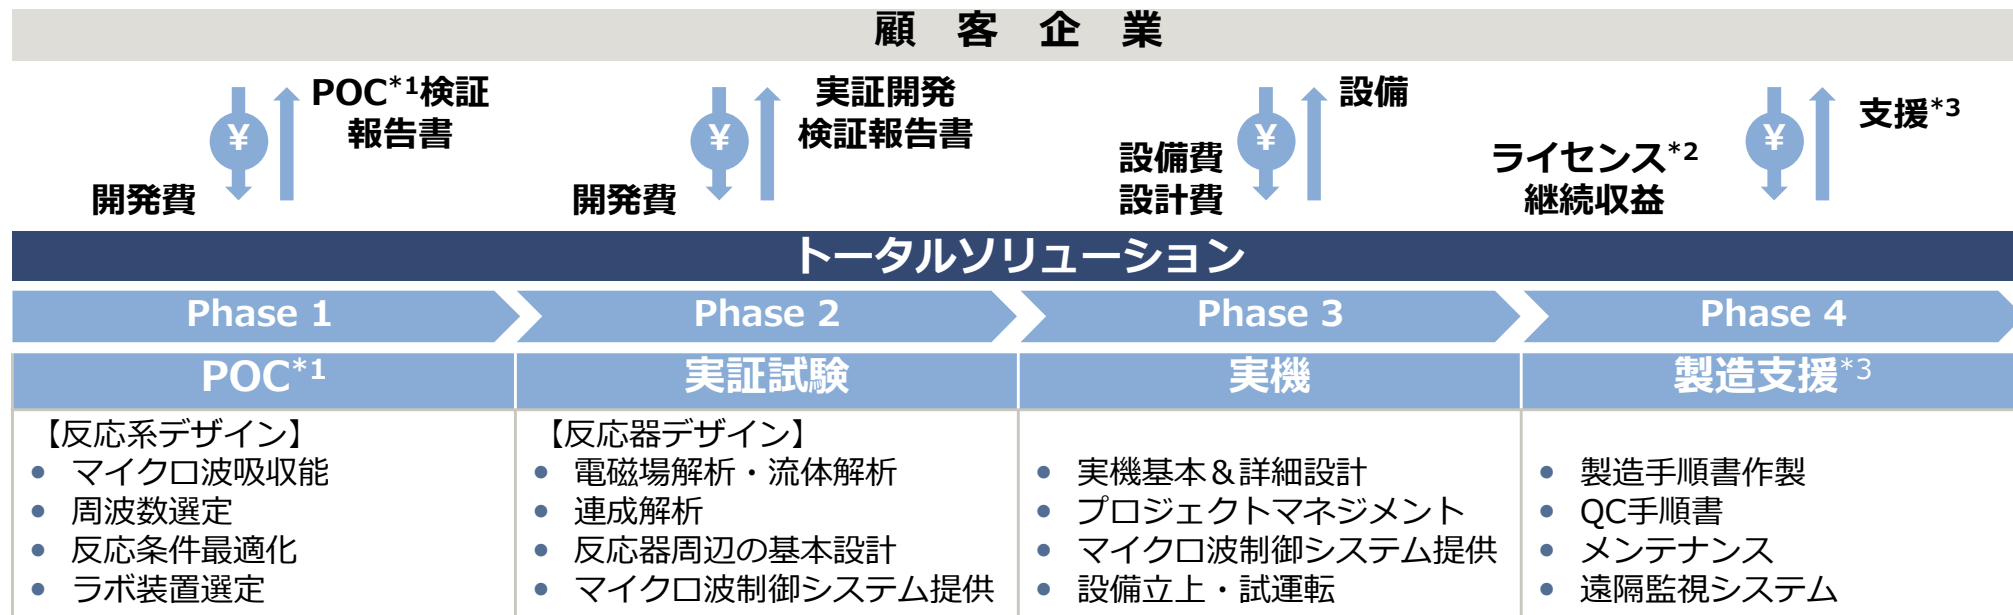 顧 客 企 業
POC*1検証
報告書
¥
開発費
実証開発
検証報告書
¥
開発費
設備
¥
設備費
設計費
支援*3
¥
ライセンス*2
継続収益
トータルソリューション
Phase 1
Phase 2
Phase 3
Phase 4
POC*1
実証試験
実機
製造支援*3
【反応系デザイン】
• マイクロ波吸収能
• 周波数選定
• 反応条件最適化
• ラボ装置選定
【反応器デザイン】
• 電磁場解析・流体解析
• 連成解析
• 反応器周辺の基本設計
• マイクロ波制御システム提供
• 実機基本＆詳細設計
• プロジェクトマネジメント
• マイクロ波制御システム提供
• 設備立上・試運転
• 製造手順書作製
• QC手順書
• メンテナンス
• 遠隔監視システム